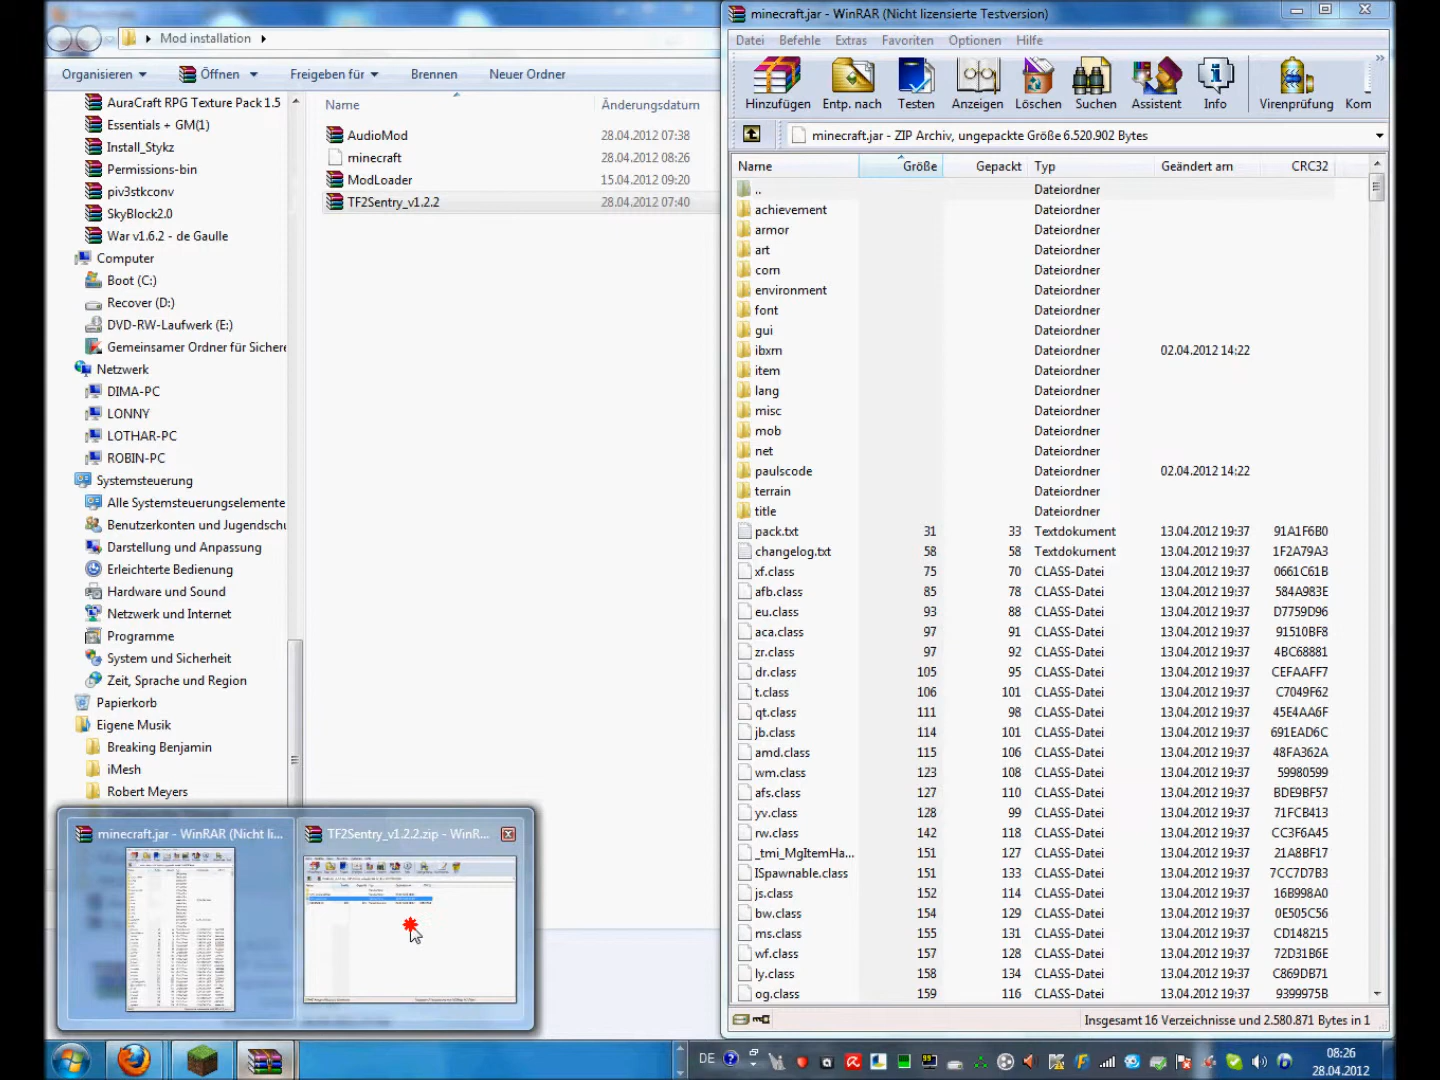 Mod installation
Organisieren
Öffnen
Freigeben für
Brennen
Neuer Ordner
AuraCraft RPG Texture Pack 1.5
Essentials + GM(1)
Install_Stykz
Permissions-bin
piv3stkconv
SkyBlock2.0
War v1.6.2 - de Gaulle
Computer
Boot (C:)
Recover (D:)
DVD-RW-Laufwerk (E:)
Gemeinsamer Ordner für Sichere
Netzwerk
DIMA-PC
LONNY
LOTHAR-PC
ROBIN-PC
Systemsteuerung
Alle Systemsteuerungselemente
Benutzerkonten und Jugendschu
Darstellung und Anpassung
Erleichterte Bedienung
Hardware und Sound
Netzwerk und Internet
Programme
System und Sicherheit
Zeit, Sprache und Region
Papierkorb
Eigene Musik
Breaking Benjamin
iMesh
Robert Meyers
Name Änderungsdatum
AudioMod 28.04.2012 07:38
minecraft 28.04.2012 08:26
ModLoader 15.04.2012 09:20
TF2Sentry_v1.2.2 28.04.2012 07:40
minecraft.jar - WinRAR (Nicht lizensierte Testversion)
Datei Befehle Extras Favoriten Optionen Hilfe
Hinzufügen Entp. nach Testen Anzeigen Löschen Suchen Assistent Info Virenprüfung Kom
minecraft.jar - ZIP Archiv, ungepackte Größe 6.520.902 Bytes
Name Größe Gepackt Typ Geändert am CRC32
.. Dateiordner
achievement Dateiordner
armor Dateiordner
art Dateiordner
com Dateiordner
environment Dateiordner
font Dateiordner
gui Dateiordner
ibxm Dateiordner 02.04.2012 14:22
item Dateiordner
lang Dateiordner
misc Dateiordner
mob Dateiordner
net Dateiordner
paulscode Dateiordner 02.04.2012 14:22
terrain Dateiordner
title Dateiordner
pack.txt 31 33 Textdokument 13.04.2012 19:37 91A1F6B0
changelog.txt 58 58 Textdokument 13.04.2012 19:37 1F2A79A3
xf.class 75 70 CLASS-Datei 13.04.2012 19:37 0661C61B
afb.class 85 78 CLASS-Datei 13.04.2012 19:37 584A983E
eu.class 93 88 CLASS-Datei 13.04.2012 19:37 D7759D96
aca.class 97 91 CLASS-Datei 13.04.2012 19:37 91510BF8
zr.class 97 92 CLASS-Datei 13.04.2012 19:37 4BC68881
dr.class 105 95 CLASS-Datei 13.04.2012 19:37 CEFAAFF7
t.class 106 101 CLASS-Datei 13.04.2012 19:37 C7049F62
qt.class 111 98 CLASS-Datei 13.04.2012 19:37 45E4AA6F
jb.class 114 101 CLASS-Datei 13.04.2012 19:37 691EAD6C
amd.class 115 106 CLASS-Datei 13.04.2012 19:37 48FA362A
wm.class 123 108 CLASS-Datei 13.04.2012 19:37 59980599
afs.class 127 110 CLASS-Datei 13.04.2012 19:37 BDE9BF57
yv.class 128 99 CLASS-Datei 13.04.2012 19:37 71FCB413
rw.class 142 118 CLASS-Datei 13.04.2012 19:37 CC3F6A45
_tmi_MgItemHa... 151 127 CLASS-Datei 13.04.2012 19:37 21A8BF17
ISpawnable.class 151 133 CLASS-Datei 13.04.2012 19:37 7CC7D7B3
js.class 152 114 CLASS-Datei 13.04.2012 19:37 16B998A0
bw.class 154 129 CLASS-Datei 13.04.2012 19:37 0E505C56
ms.class 155 131 CLASS-Datei 13.04.2012 19:37 CD148215
wf.class 157 128 CLASS-Datei 13.04.2012 19:37 72D31B6E
ly.class 158 134 CLASS-Datei 13.04.2012 19:37 C869DB71
og.class 159 116 CLASS-Datei 13.04.2012 19:37 9399975B
Insgesamt 16 Verzeichnisse und 2.580.871 Bytes in 1
minecraft.jar - WinRAR (Nicht li...
TF2Sentry_v1.2.2.zip - WinR...
DE
08:26
28.04.2012